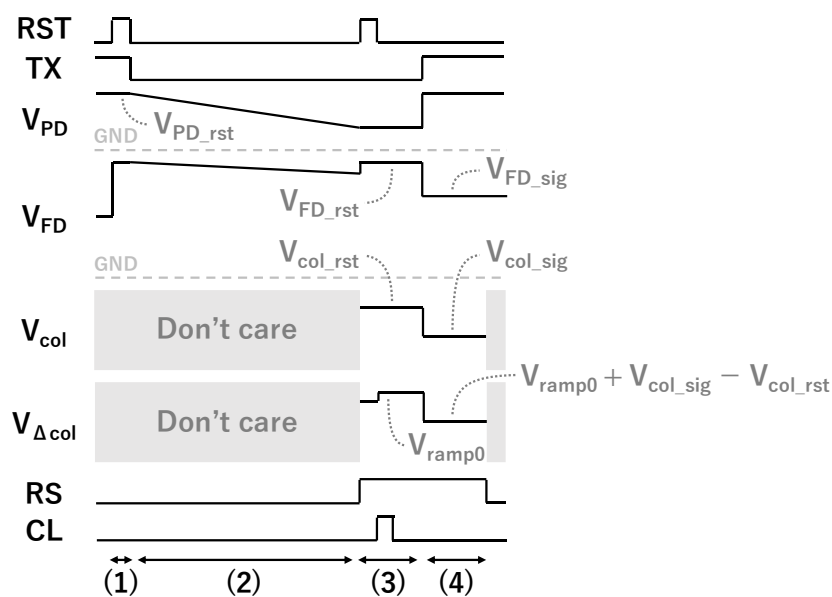 RST
TX
V_PD
V_PD_rst
GND
V_FD
V_FD_rst
V_FD_sig
GND
V_col_rst
V_col_sig
V_col
Don't care
V_Δcol
Don't care
V_ramp0
V_ramp0 + V_col_sig − V_col_rst
RS
CL
(1) (2) (3) (4)